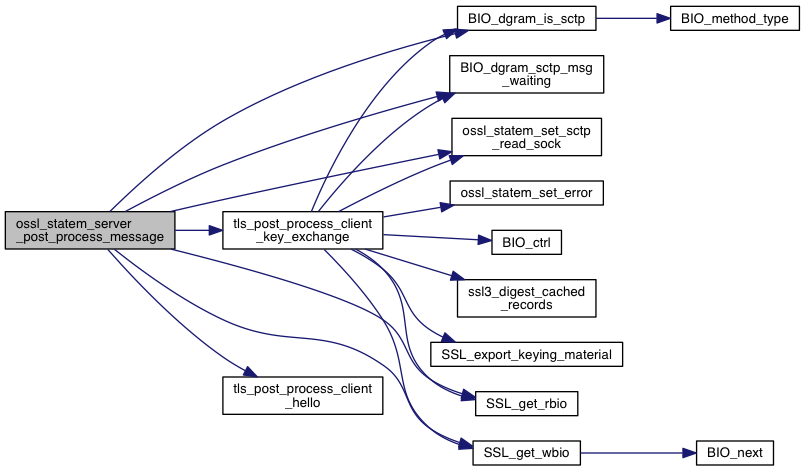 BIO_dgram_is_sctp
BIO_method_type
BIO_dgram_sctp_msg
_waiting
ossl_statem_set_sctp
_read_sock
ossl_statem_set_error
ossl_statem_server
_post_process_message
tls_post_process_client
_key_exchange
BIO_ctrl
ssl3_digest_cached
_records
SSL_export_keying_material
tls_post_process_client
_hello
SSL_get_rbio
SSL_get_wbio
BIO_next